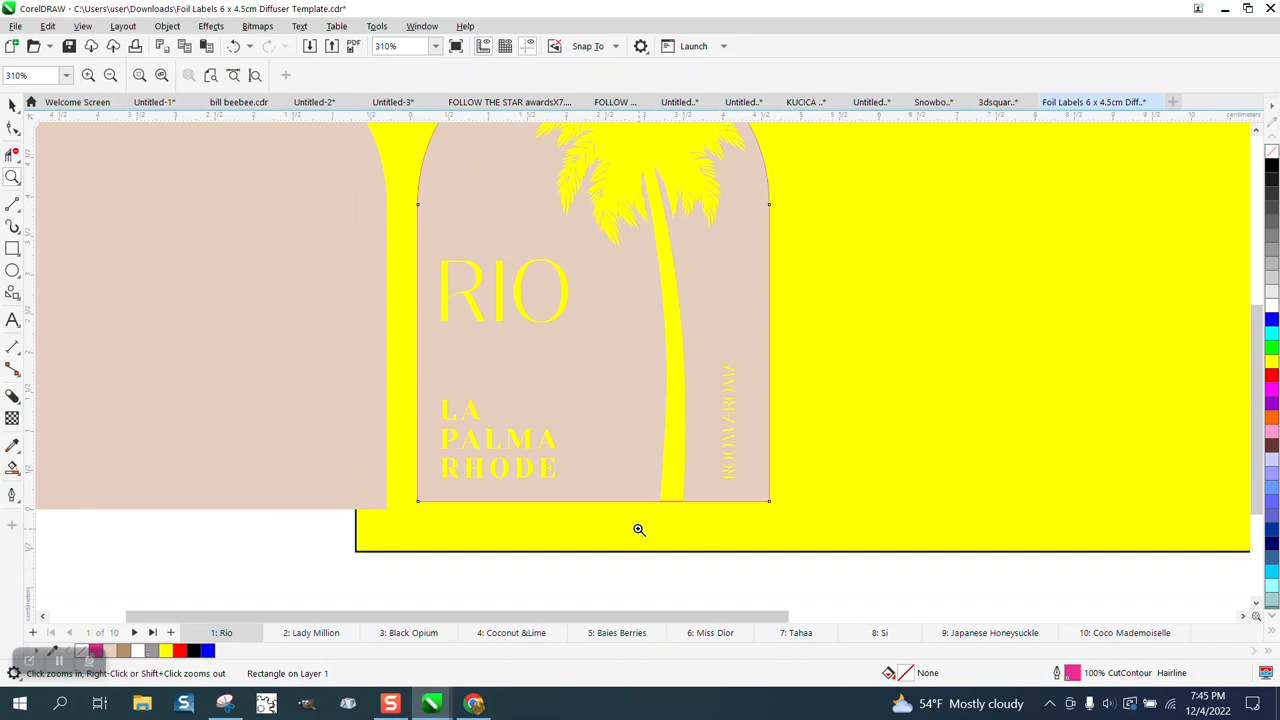 CorelDRAW - C:\Users\user\Downloads\Foil Labels 6 x 4.5cm Diffuser Template.cdr*
File Edit View Layout Object Effects Bitmaps Text Table Tools Window Help
310% Snap To Launch
310%
Welcome Screen Untitled-1* bill beebee.cdr Untitled-2* Untitled-3* FOLLOW THE STAR awardsX7.... FOLLOW ... Untitled..* Untitled..* KUCICA ..* Untitled..* Snowbo..* 3dsquar..* Foil Labels 6 x 4.5cm Diff..*
centimeters
RIO
LA
PALMA
RHODE
ROOM AROMA
1 of 10 1: Rio 2: Lady Million 3: Black Opium 4: Coconut &Lime 5: Baies Berries 6: Miss Dior 7: Tahaa 8: Si 9: Japanese Honeysuckle 10: Coco Mademoiselle
Click zooms in, Right-Click or Shift+Click zooms out Rectangle on Layer 1 None 100% CutContour Hairline
54°F Mostly cloudy
7:45 PM
12/4/2022